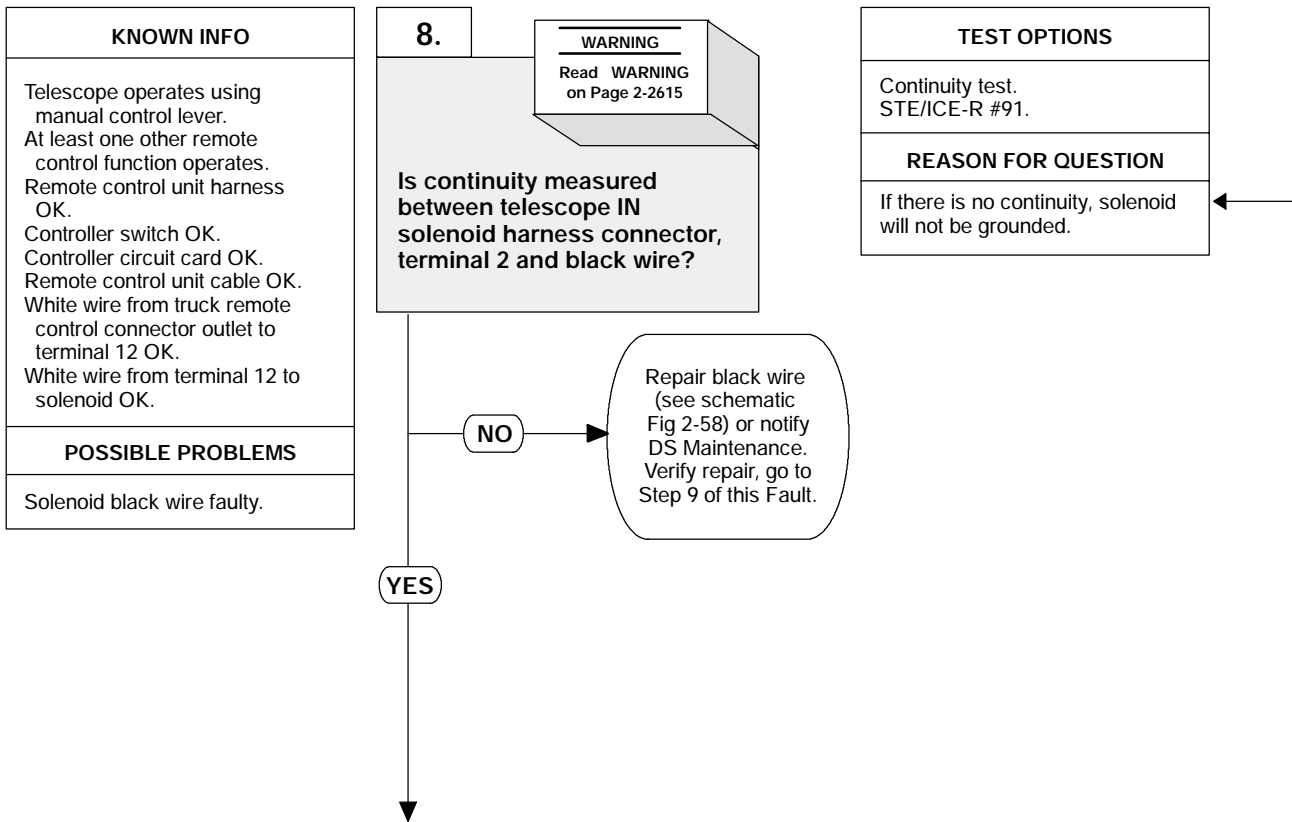 KNOWN INFO
Telescope operates using
manual control lever.
At least one other remote
control function operates.
Remote control unit harness
OK.
Controller switch OK.
Controller circuit card OK.
Remote control unit cable OK.
White wire from truck remote
control connector outlet to
terminal 12 OK.
White wire from terminal 12 to
solenoid OK.
POSSIBLE PROBLEMS
Solenoid black wire faulty.
8.
WARNING
Read WARNING
on Page 2-2615
Is continuity measured
between telescope IN
solenoid harness connector,
terminal 2 and black wire?
TEST OPTIONS
Continuity test.
STE/ICE-R #91.
REASON FOR QUESTION
If there is no continuity, solenoid
will not be grounded.
NO
Repair black wire
(see schematic
Fig 2-58) or notify
DS Maintenance.
Verify repair, go to
Step 9 of this Fault.
YES